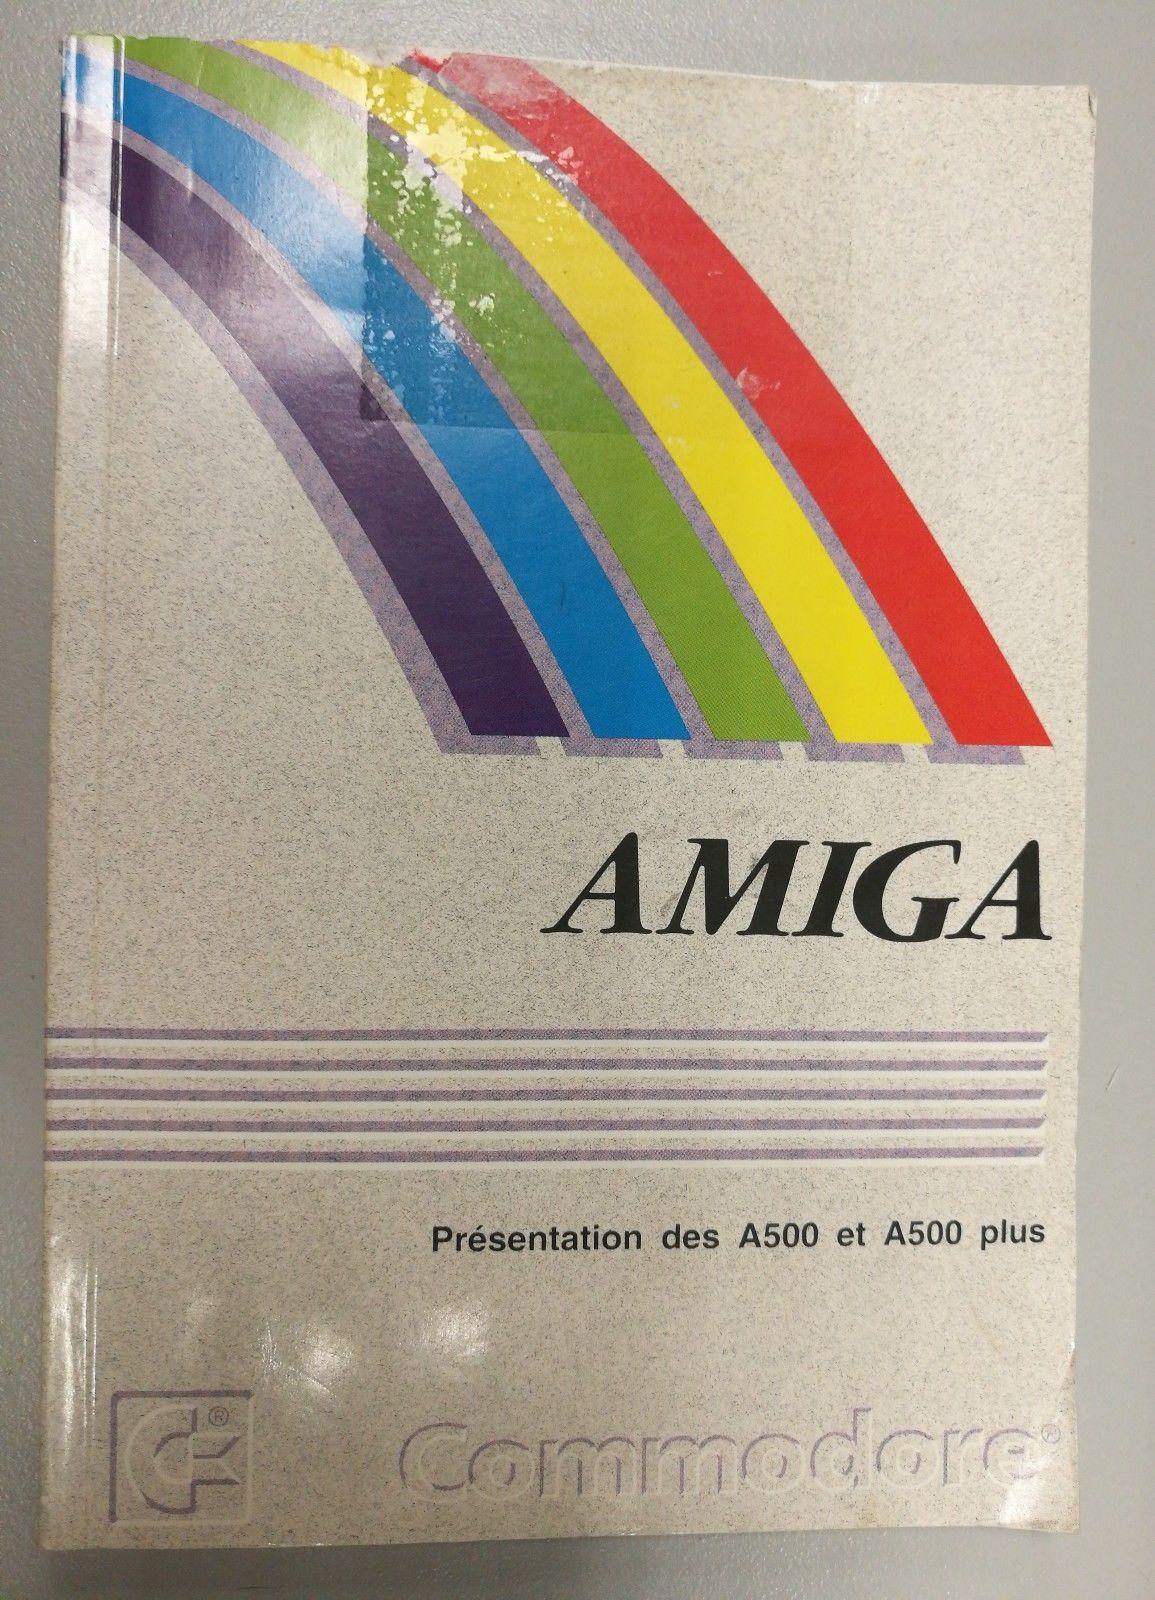 AMIGA
Présentation des A500 et A500 plus
®
Commodore®